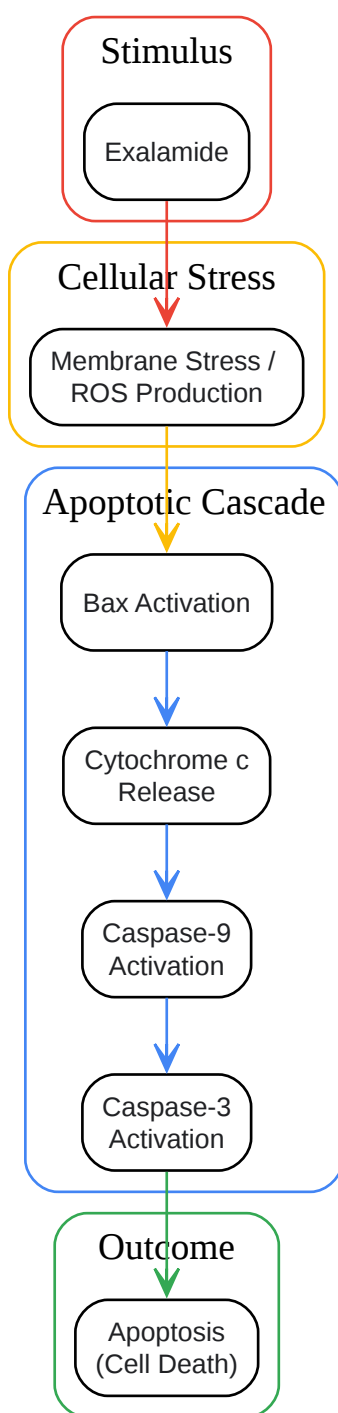 Stimulus
Exalamide
Cellular Stress
Membrane Stress /
ROS Production
Apoptotic Cascade
Bax Activation
Cytochrome c
Release
Caspase-9
Activation
Caspase-3
Activation
Outcome
Apoptosis
(Cell Death)